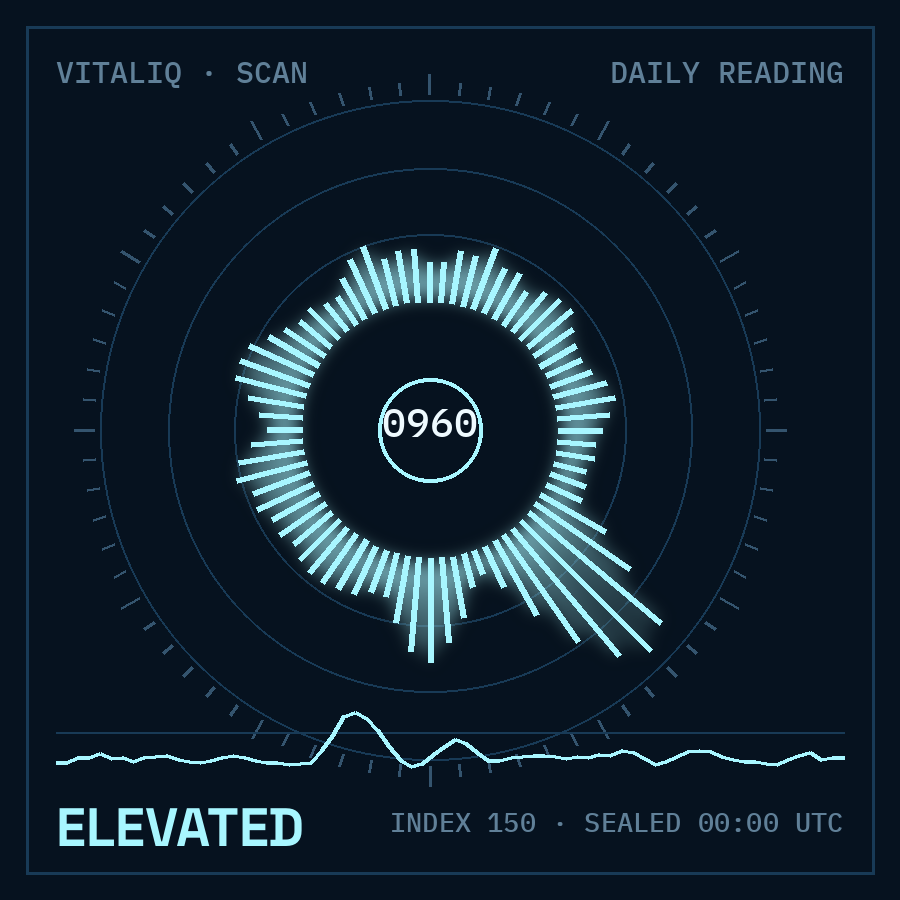 VITALIQ · SCAN
DAILY READING
0960
ELEVATED
INDEX 150 · SEALED 00:00 UTC